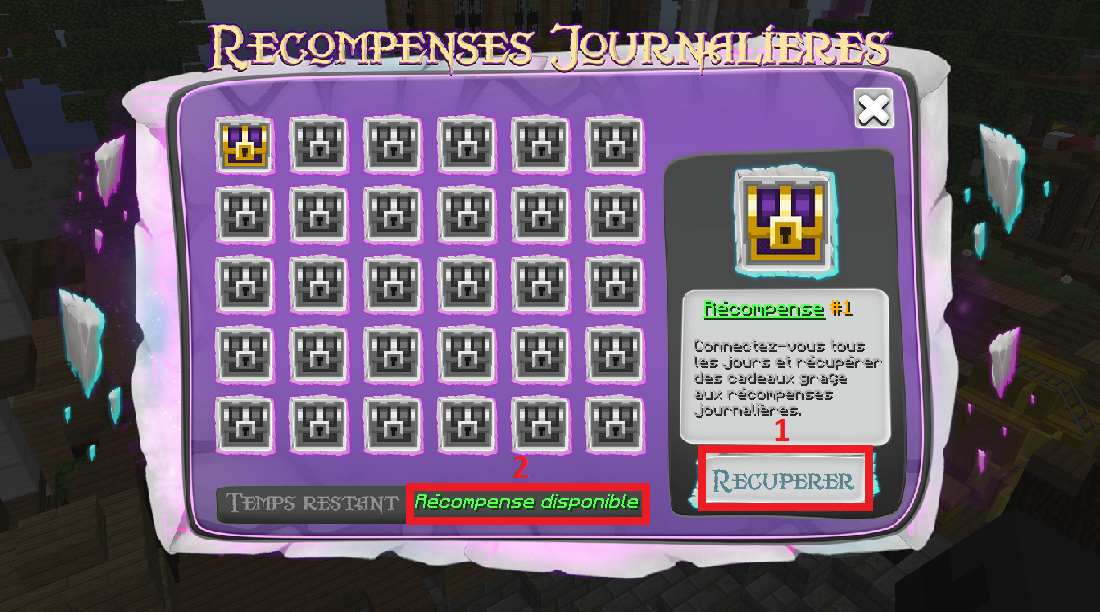 Recompenses Journalières
Récompense #1
Connectez-vous tous
les jours et récupérer
des cadeaux graçe
aux récompenses
journalières.
1
Recuperer
2
Temps restant Récompense disponible